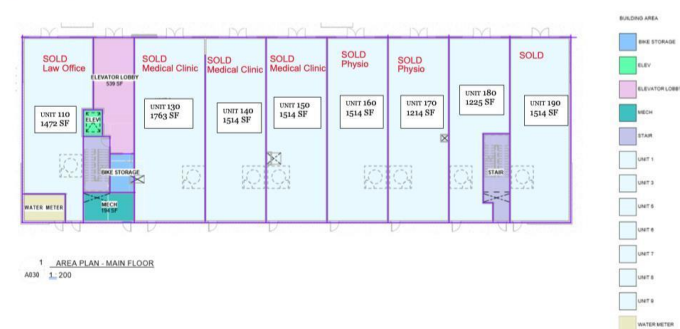 BUILDING AREA
BIKE STORAGE
ELEV
ELEVATOR LOBBY
MECH
STAIR
UNIT 1
UNIT 3
UNIT 5
UNIT 6
UNIT 7
UNIT 8
UNIT 9
WATER METER
SOLD
Law Office
SOLD
Medical Clinic
SOLD
Medical Clinic
SOLD
Medical Clinic
SOLD
Physio
SOLD
Physio
SOLD
ELEVATOR LOBBY
539 SF
UNIT 110
1472 SF
ELEV
UNIT 130
1763 SF
UNIT 140
1514 SF
UNIT 150
1514 SF
UNIT 160
1514 SF
UNIT 170
1214 SF
UNIT 180
1225 SF
UNIT 190
1514 SF
BIKE STORAGE
STAIR
WATER METER
MECH
194 SF
1 AREA PLAN - MAIN FLOOR
A030 1 : 200